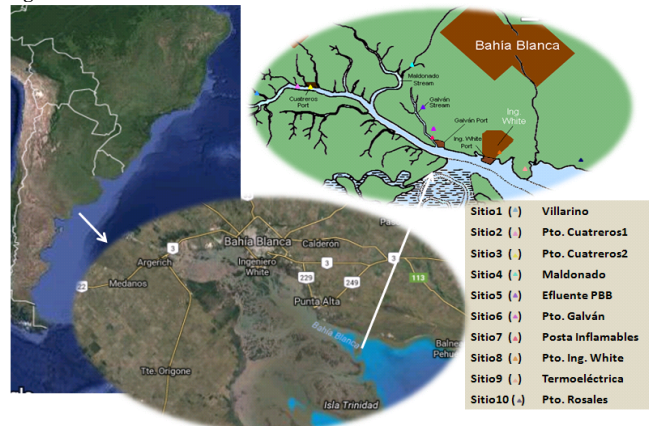 Bahía Blanca
Maldonado
Stream
Galván
Stream
Cuatreros
Port
Galván Port
Ing.
White
Ing. White
Port
3
Bahía Blanca
Calderón
Argerich
Ingeniero
White
3
3
22
Medanos
229
249
113
Punta Alta
Bahía Blanca
Balne
Pehue
Tte. Origone
Isla Trinidad
Sitio1 ( ) Villarino
Sitio2 ( ) Pto. Cuatreros1
Sitio3 ( ) Pto. Cuatreros2
Sitio4 ( ) Maldonado
Sitio5 ( ) Efluente PBB
Sitio6 ( ) Pto. Galván
Sitio7 ( ) Posta Inflamables
Sitio8 ( ) Pto. Ing. White
Sitio9 ( ) Termoeléctrica
Sitio10 ( ) Pto. Rosales